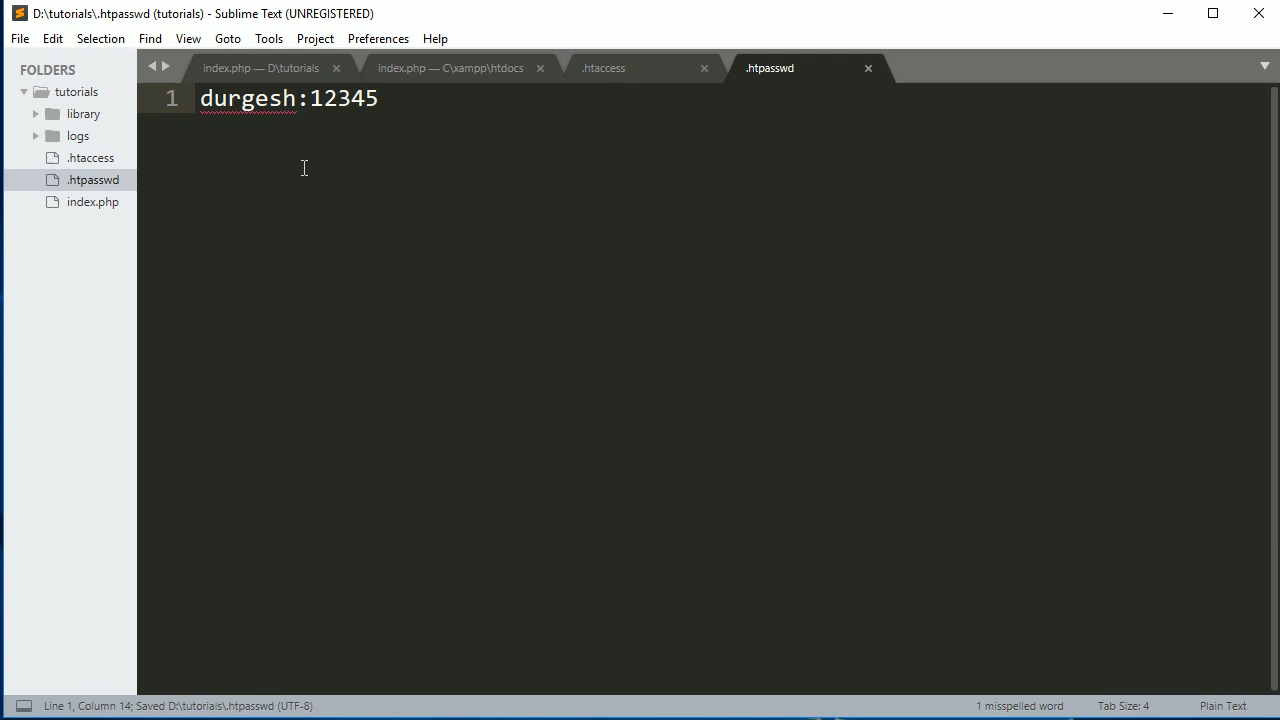 D:\tutorials\.htpasswd (tutorials) - Sublime Text (UNREGISTERED)
File Edit Selection Find View Goto Tools Project Preferences Help
FOLDERS
tutorials
library
logs
.htaccess
.htpasswd
index.php
index.php — D\tutorials
index.php — C\xampp\htdocs
.htaccess
.htpasswd
1 durgesh:12345
Line 1, Column 14; Saved D:\tutorials\.htpasswd (UTF-8)
1 misspelled word
Tab Size: 4
Plain Text